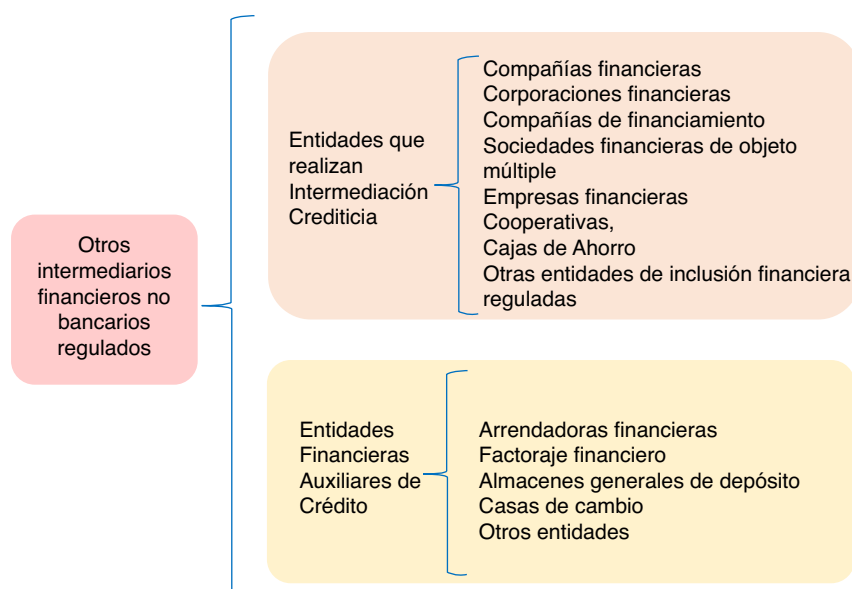 Otros
intermediarios
financieros no
bancarios
regulados
Entidades que
realizan
Intermediación
Crediticia
Compañías financieras
Corporaciones financieras
Compañías de financiamiento
Sociedades financieras de objeto
múltiple
Empresas financieras
Cooperativas,
Cajas de Ahorro
Otras entidades de inclusión financiera
reguladas
Entidades
Financieras
Auxiliares de
Crédito
Arrendadoras financieras
Factoraje financiero
Almacenes generales de depósito
Casas de cambio
Otros entidades